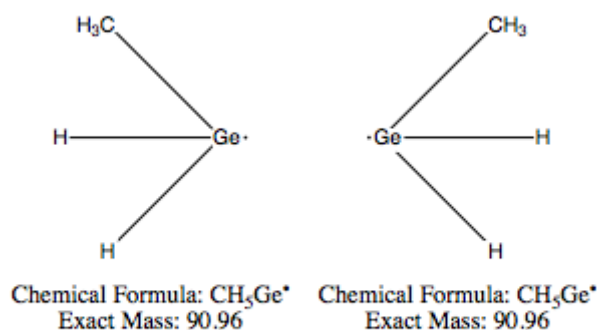 H₃C CH₃
H Ge· ·Ge H
H H
Chemical Formula: CH₅Ge• Chemical Formula: CH₅Ge•
Exact Mass: 90.96 Exact Mass: 90.96